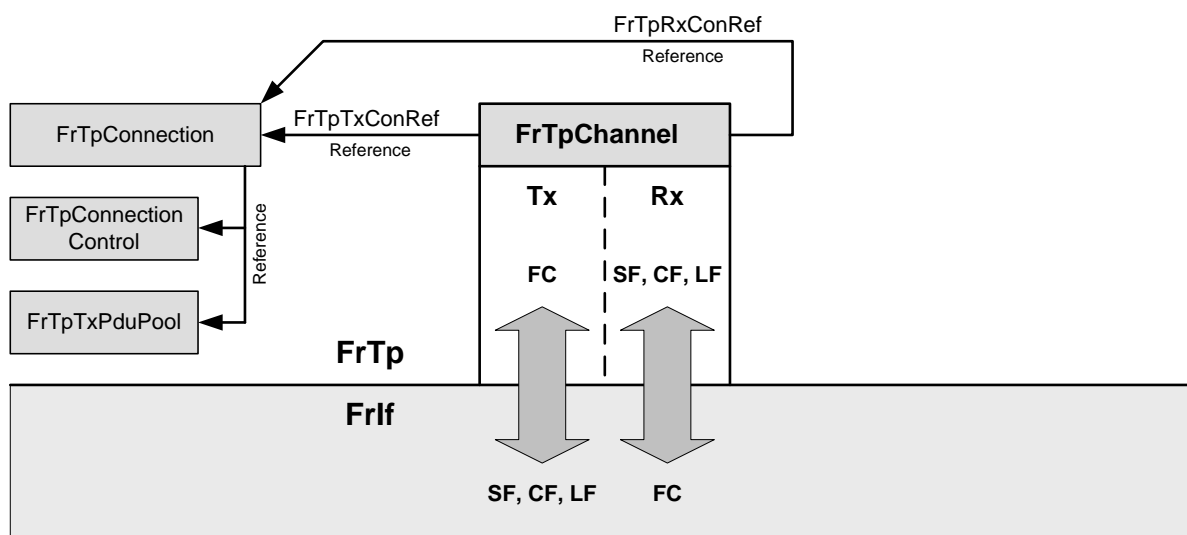 FrTpRxConRef
Reference
FrTpConnection
FrTpTxConRef
Reference
FrTpChannel
Tx
Rx
FrTpConnection
Control
Reference
FC
SF, CF, LF
FrTpTxPduPool
FrTp
FrIf
SF, CF, LF
FC